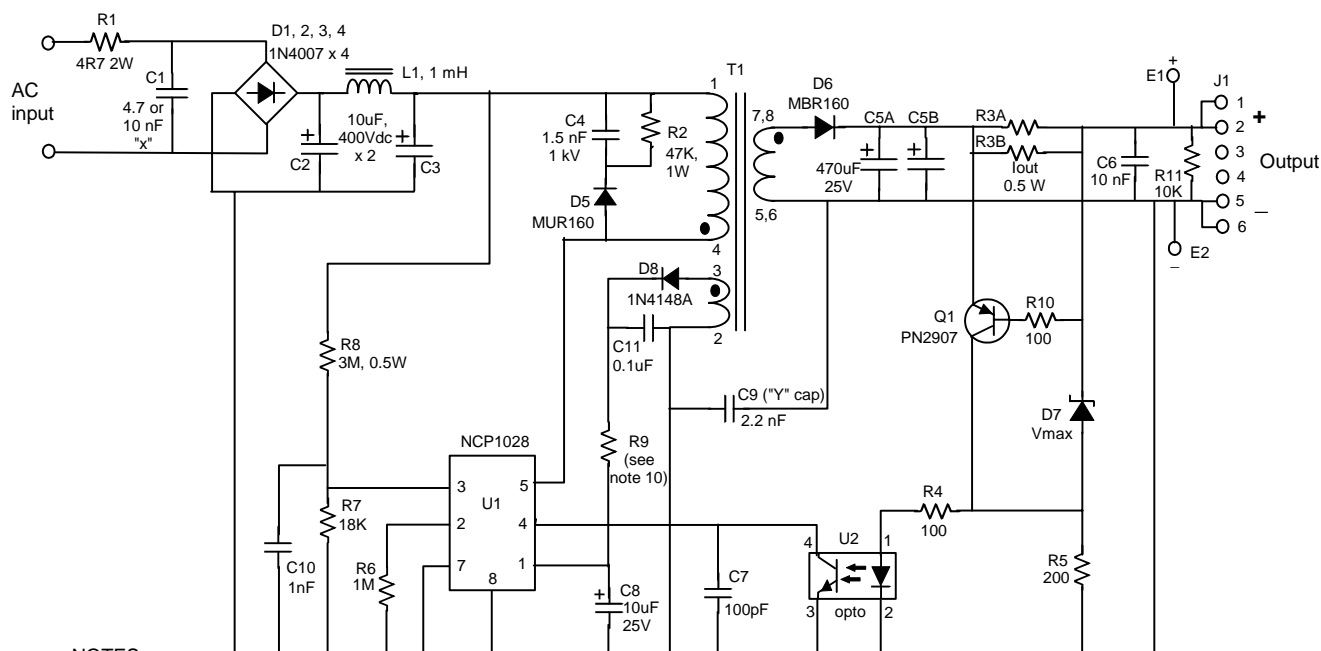 R1
4R7 2W
AC
input
C1
4.7 or
10 nF
"x"
D1, 2, 3, 4
1N4007 x 4
L1, 1 mH
10uF,
400Vdc
x 2
+
C2
+
C3
C4
1.5 nF
1 kV
R2
47K,
1W
D5
MUR160
T1
1
4
3
2
7,8
5,6
D6
MBR160
C5A
C5B
+
+
470uF
25V
R3A
R3B
Iout
0.5 W
C6
10 nF
R11
10K
E1
+
E2
_
J1
1
2
3
4
5
6
+
_
Output
D8
1N4148A
C11
0.1uF
C9 ("Y" cap)
2.2 nF
Q1
PN2907
R10
100
D7
Vmax
R8
3M, 0.5W
R9
(see
note 10)
NCP1028
U1
3
2
7
8
5
4
1
R7
18K
C10
1nF
R6
1M
+
C8
10uF
25V
C7
100pF
U2
4
3
1
2
opto
R4
100
R5
200